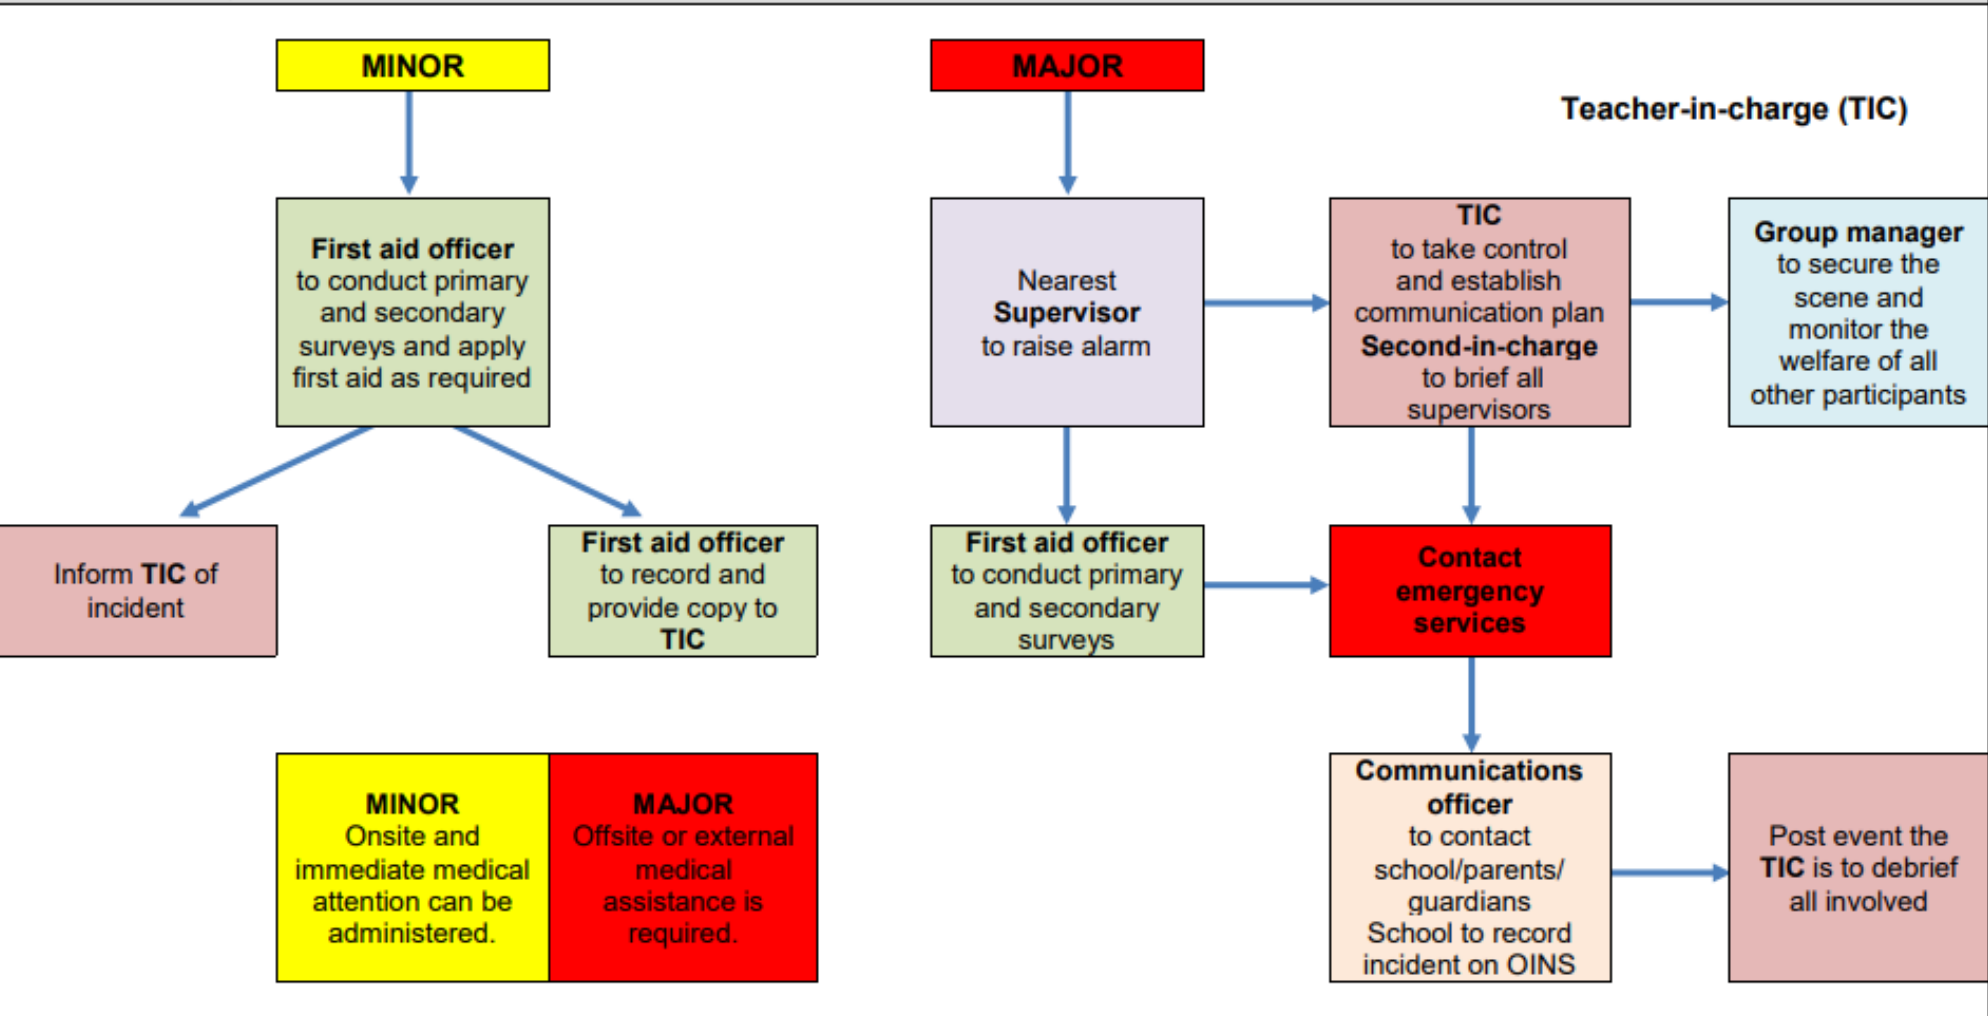 MINOR
MAJOR
Teacher-in-charge (TIC)
First aid officer
to conduct primary
and secondary
surveys and apply
first aid as required
Nearest
Supervisor
to raise alarm
TIC
to take control
and establish
communication plan
Second-in-charge
to brief all
supervisors
Group manager
to secure the
scene and
monitor the
welfare of all
other participants
Inform TIC of
incident
First aid officer
to record and
provide copy to
TIC
First aid officer
to conduct primary
and secondary
surveys
Contact
emergency
services
MINOR
Onsite and
immediate medical
attention can be
administered.
MAJOR
Offsite or external
medical
assistance is
required.
Communications
officer
to contact
school/parents/
guardians
School to record
incident on OINS
Post event the
TIC is to debrief
all involved